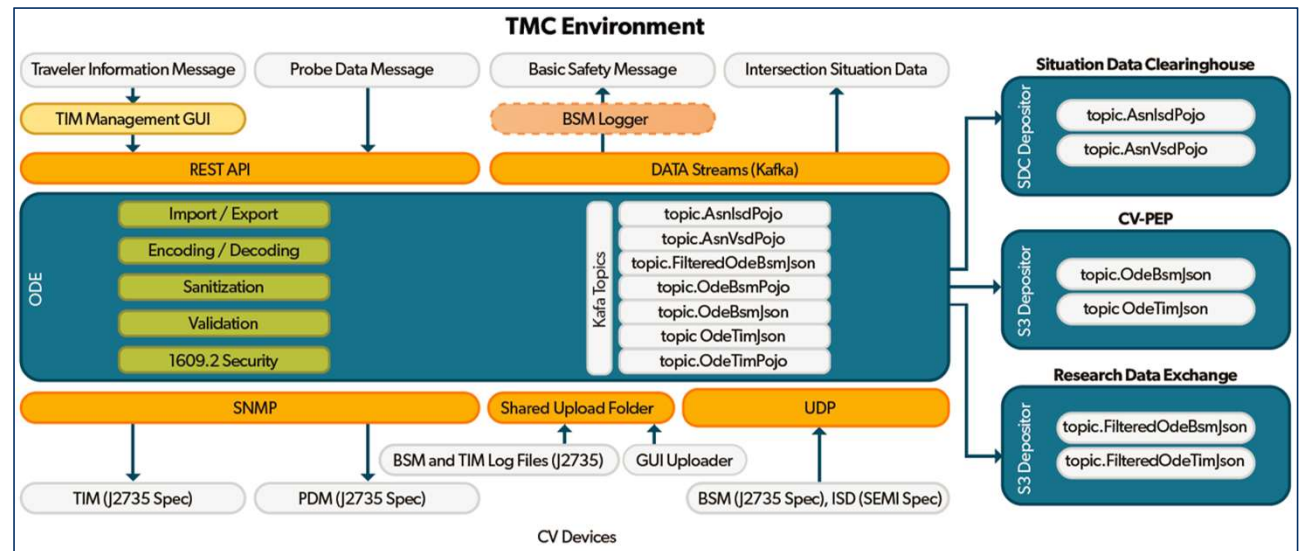 TMC Environment
Traveler Information Message
Probe Data Message
Basic Safety Message
Intersection Situation Data
TIM Management GUI
BSM Logger
REST API
DATA Streams (Kafka)
ODE
Import / Export
Encoding / Decoding
Sanitization
Validation
1609.2 Security
Kafa Topics
topic.AsnIsdPojo
topic.AsnVsdPojo
topic.FilteredOdeBsmJson
topic.OdeBsmPojo
topic.OdeBsmJson
topic OdeTimJson
topic.OdeTimPojo
SNMP
Shared Upload Folder
UDP
BSM and TIM Log Files (J2735)
GUI Uploader
TIM (J2735 Spec)
PDM (J2735 Spec)
BSM (J2735 Spec), ISD (SEMI Spec)
CV Devices
Situation Data Clearinghouse
SDC Depositor
topic.AsnIsdPojo
topic.AsnVsdPojo
CV-PEP
S3 Depositor
topic.OdeBsmJson
topic OdeTimJson
Research Data Exchange
S3 Depositor
topic.FilteredOdeBsmJson
topic.FilteredOdeTimJson